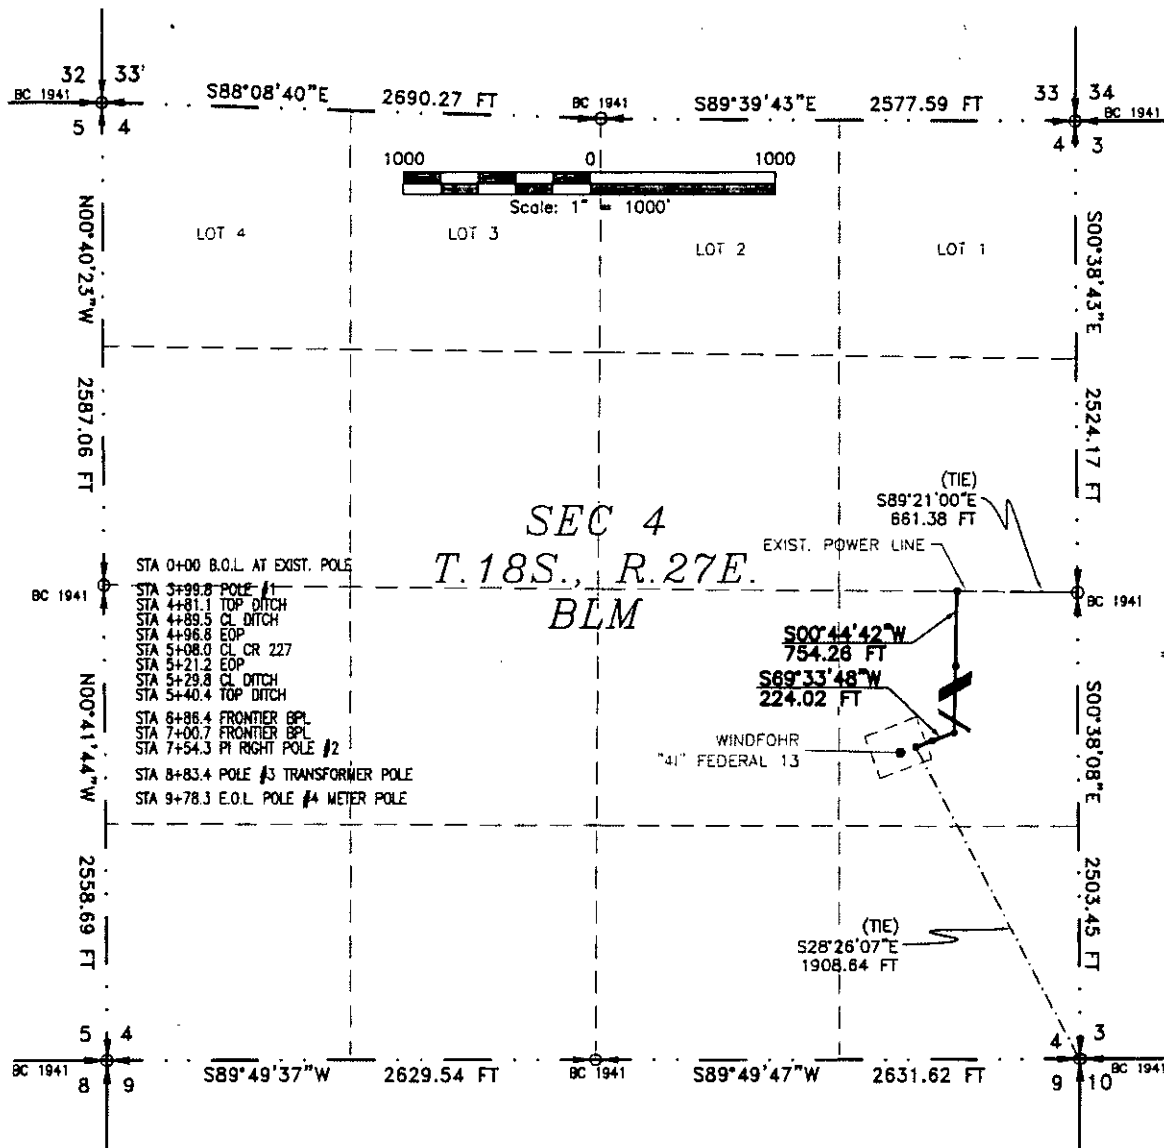 32 33'
BC 1941
5 4
S88°08'40"E 2690.27 FT
BC 1941
S89°39'43"E 2577.59 FT
33 34
BC 1941
4 3
1000 0 1000
Scale: 1" = 1000'
LOT 4
LOT 3
LOT 2
LOT 1
N00°40'23"W 2587.06 FT
S00°38'43"E 2524.17 FT
SEC 4
T.18S., R.27E.
BLM
(TIE)
S89°21'00"E
661.38 FT
EXIST. POWER LINE
BC 1941
BC 1941
STA 0+00 B.O.L. AT EXIST. POLE
STA 3+99.8 POLE #1
STA 4+81.1 TOP DITCH
STA 4+89.5 CL DITCH
STA 4+96.8 EOP
STA 5+08.0 CL CR 227
STA 5+21.2 EOP
STA 5+29.8 CL DITCH
STA 5+40.4 TOP DITCH
STA 6+86.4 FRONTIER BPL
STA 7+00.7 FRONTIER BPL
STA 7+54.3 PI RIGHT POLE #2
STA 8+83.4 POLE #3 TRANSFORMER POLE
STA 9+78.3 E.O.L. POLE #4 METER POLE
S00°44'42"W
754.26 FT
S69°33'48"W
224.02 FT
WINDFOHR
"41" FEDERAL 13
N00°41'44"W 2558.69 FT
S00°38'08"E 2503.45 FT
(TIE)
S28°26'07"E
1908.64 FT
5 4
BC 1941
8 9
S89°49'37"W 2629.54 FT
BC 1941
S89°49'47"W 2631.62 FT
4 3
9 10
BC 1941